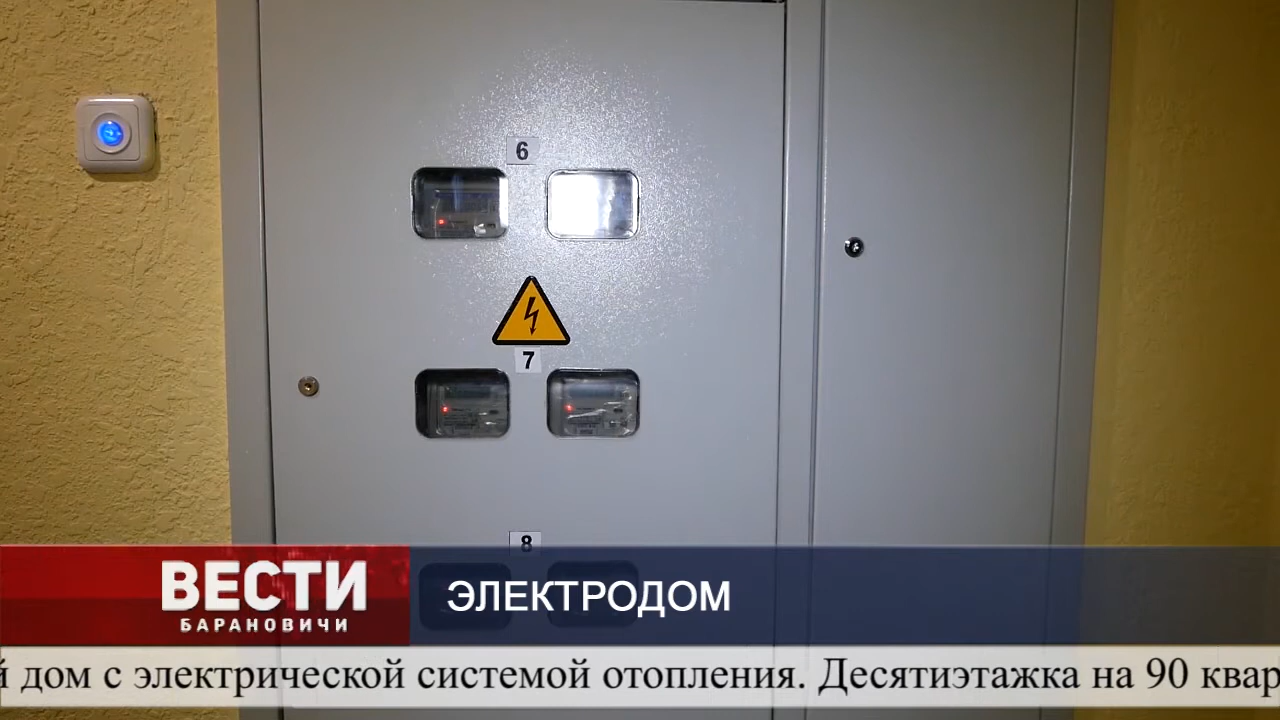 6
7
8
ВЕСТИ
БАРАНОВИЧИ
ЭЛЕКТРОДОМ
й дом с электрической системой отопления. Десятиэтажка на 90 квар